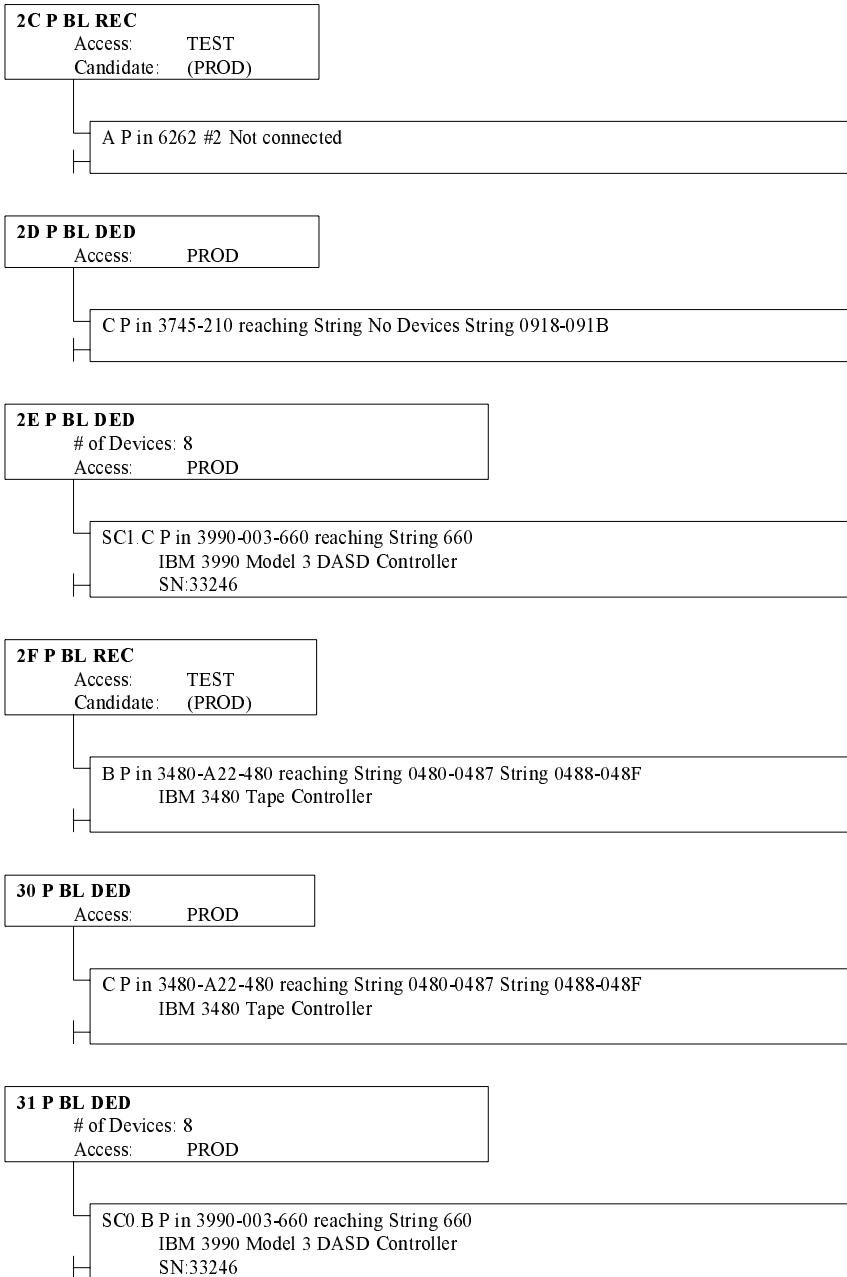 2C P BL REC
Access: TEST
Candidate: (PROD)
A P in 6262 #2 Not connected
2D P BL DED
Access: PROD
C P in 3745-210 reaching String No Devices String 0918-091B
2E P BL DED
# of Devices: 8
Access: PROD
SC1.C P in 3990-003-660 reaching String 660
IBM 3990 Model 3 DASD Controller
SN:33246
2F P BL REC
Access: TEST
Candidate: (PROD)
B P in 3480-A22-480 reaching String 0480-0487 String 0488-048F
IBM 3480 Tape Controller
30 P BL DED
Access: PROD
C P in 3480-A22-480 reaching String 0480-0487 String 0488-048F
IBM 3480 Tape Controller
31 P BL DED
# of Devices: 8
Access: PROD
SC0.B P in 3990-003-660 reaching String 660
IBM 3990 Model 3 DASD Controller
SN:33246